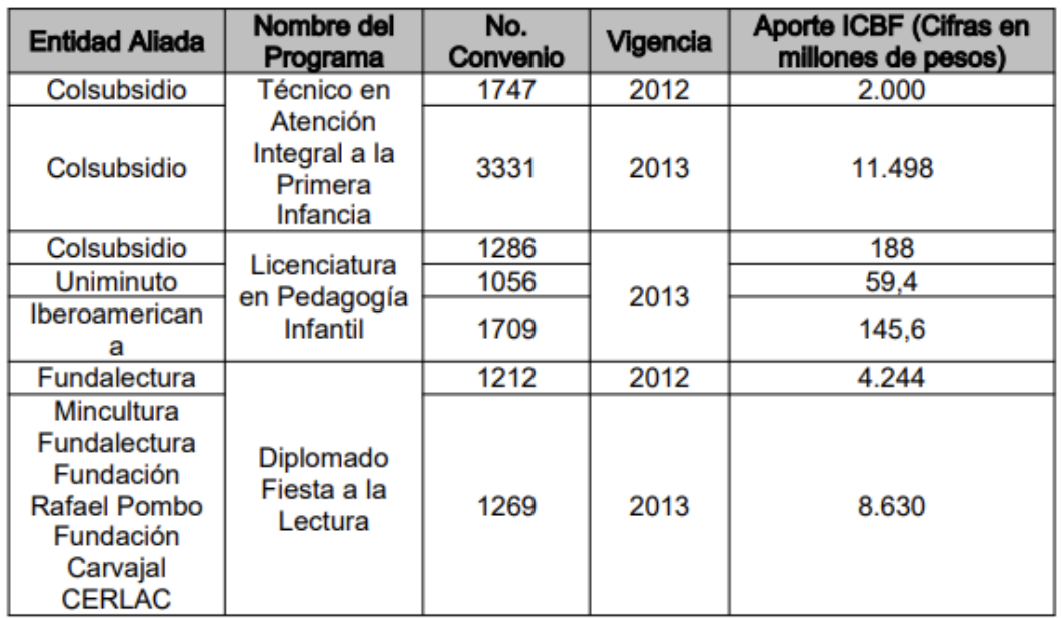 Entidad Aliada
Nombre del
Programa
No.
Convenio
Vigencia
Aporte ICBF (Cifras en
millones de pesos)
Colsubsidio
Técnico en
Atención
Integral a la
Primera
Infancia
1747
2012
2.000
Colsubsidio
3331
2013
11.498
Colsubsidio
Licenciatura
en Pedagogía
Infantil
1286
2013
188
Uniminuto
1056
59,4
Iberoamerican
a
1709
145,6
Fundalectura
Diplomado
Fiesta a la
Lectura
1212
2012
4.244
Mincultura
Fundalectura
Fundación
Rafael Pombo
Fundación
Carvajal
CERLAC
1269
2013
8.630